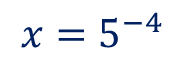 x = 5⁻⁴